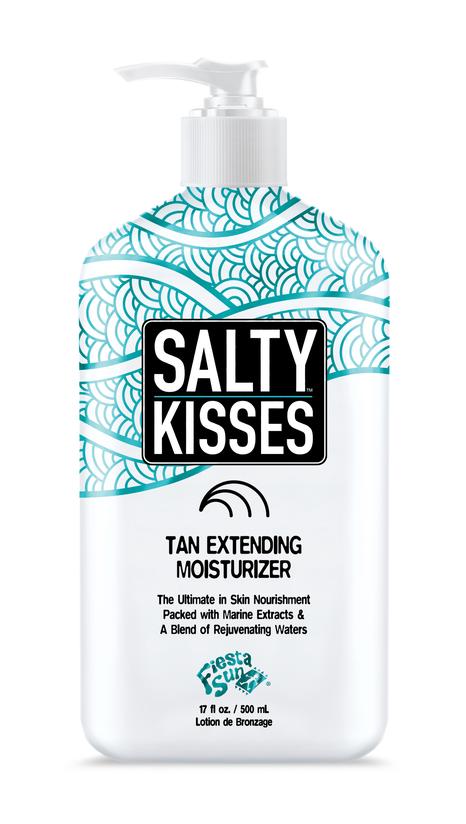 SALTY
KISSES™
TAN EXTENDING
MOISTURIZER
The Ultimate in Skin Nourishment
Packed with Marine Extracts &
A Blend of Rejuvenating Waters
Fiesta
Sun®
17 fl oz. / 500 mL
Lotion de Bronzage